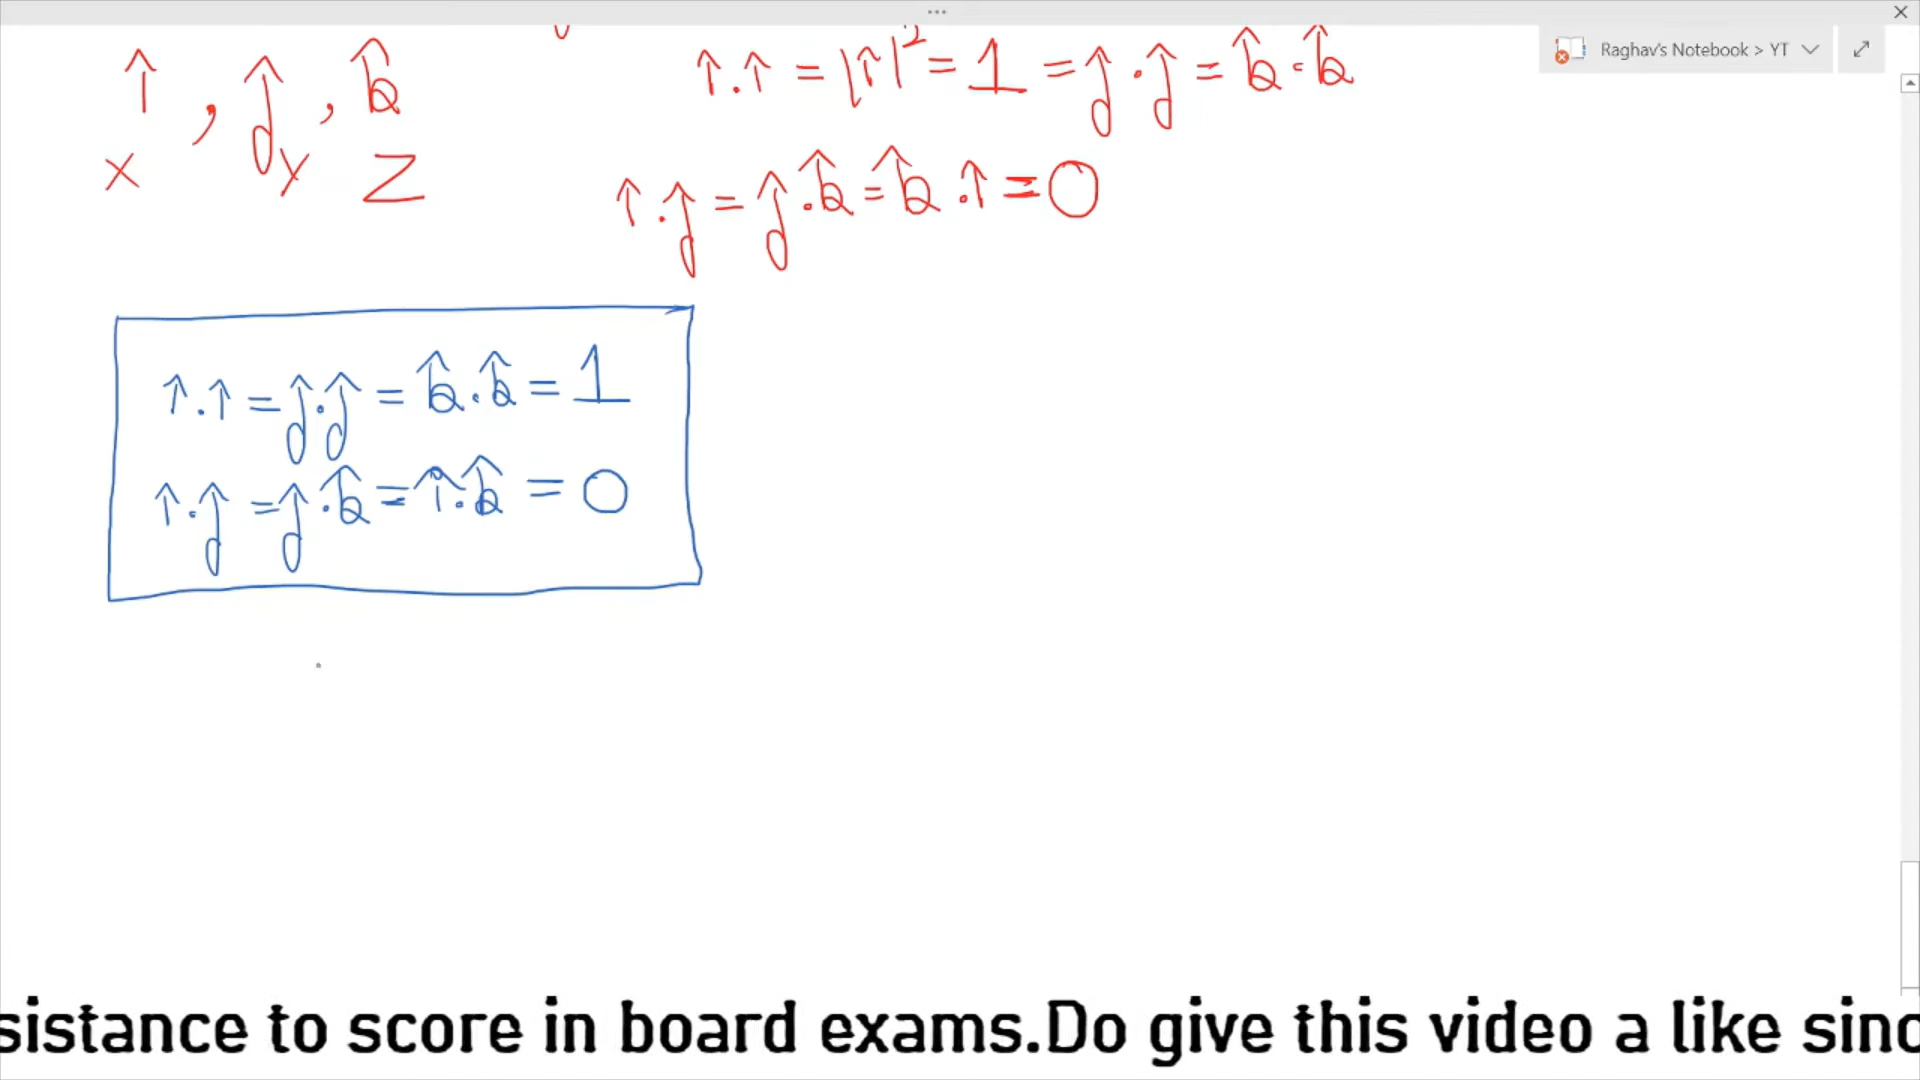 î , ĵ , k̂
x y z
î . î = |î|² = 1 = ĵ . ĵ = k̂ . k̂
î . ĵ = ĵ . k̂ = k̂ . î = 0
î . î = ĵ . ĵ = k̂ . k̂ = 1
î . ĵ = ĵ . k̂ = î . k̂ = 0
Raghav's Notebook > YT
sistance to score in board exams.Do give this video a like sinc